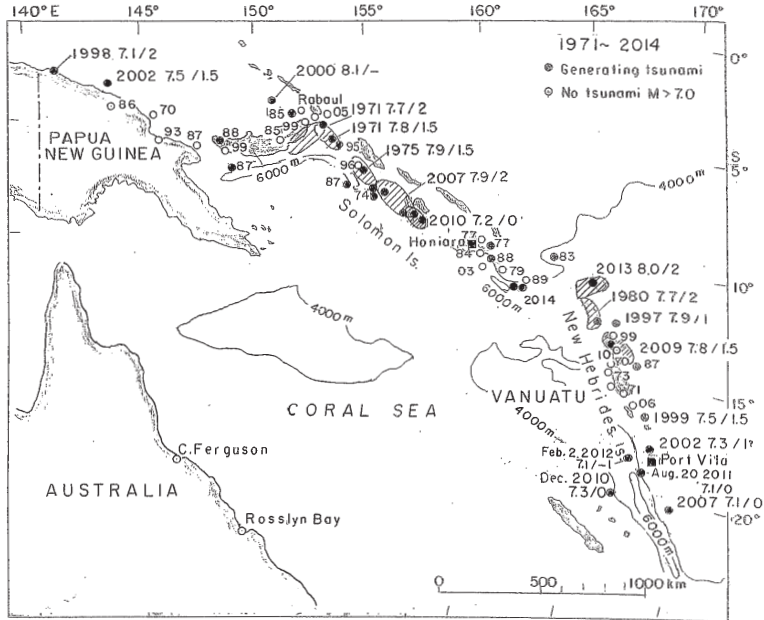 140°E 145° 150° 155° 160° 165° 170°
1971~2014
Generating tsunami
No tsunami M>7.0
0°
5°S
10°
15°
20°
1998 7.1/2
2002 7.5/1.5
86
70
93
87
88
99
87
2000 8.1/-
Rabaul
85
05
99
85
1971 7.7/2
1971 7.8/1.5
95
1975 7.9/1.5
96
2007 7.9/2
87
74
2010 7.2/0
PAPUA
NEW GUINEA
6000m
Solomon Is.
4000m
Honiara
77
77
84
88
03
79
89
83
6000m
2014
2013 8.0/2
1980 7.7/2
1997 7.9/1
99
2009 7.8/1.5
10
87
73
71
06
1999 7.5/1.5
New Hebrides Is.
4000m
VANUATU
4000m
CORAL SEA
2002 7.3/1?
Feb. 2, 2012
7.1/-1
Port Vila
Aug. 20 2011
7.1/0
Dec. 2010
7.3/0
2007 7.1/0
6000m
C. Ferguson
AUSTRALIA
Rosslyn Bay
0 500 1000 km